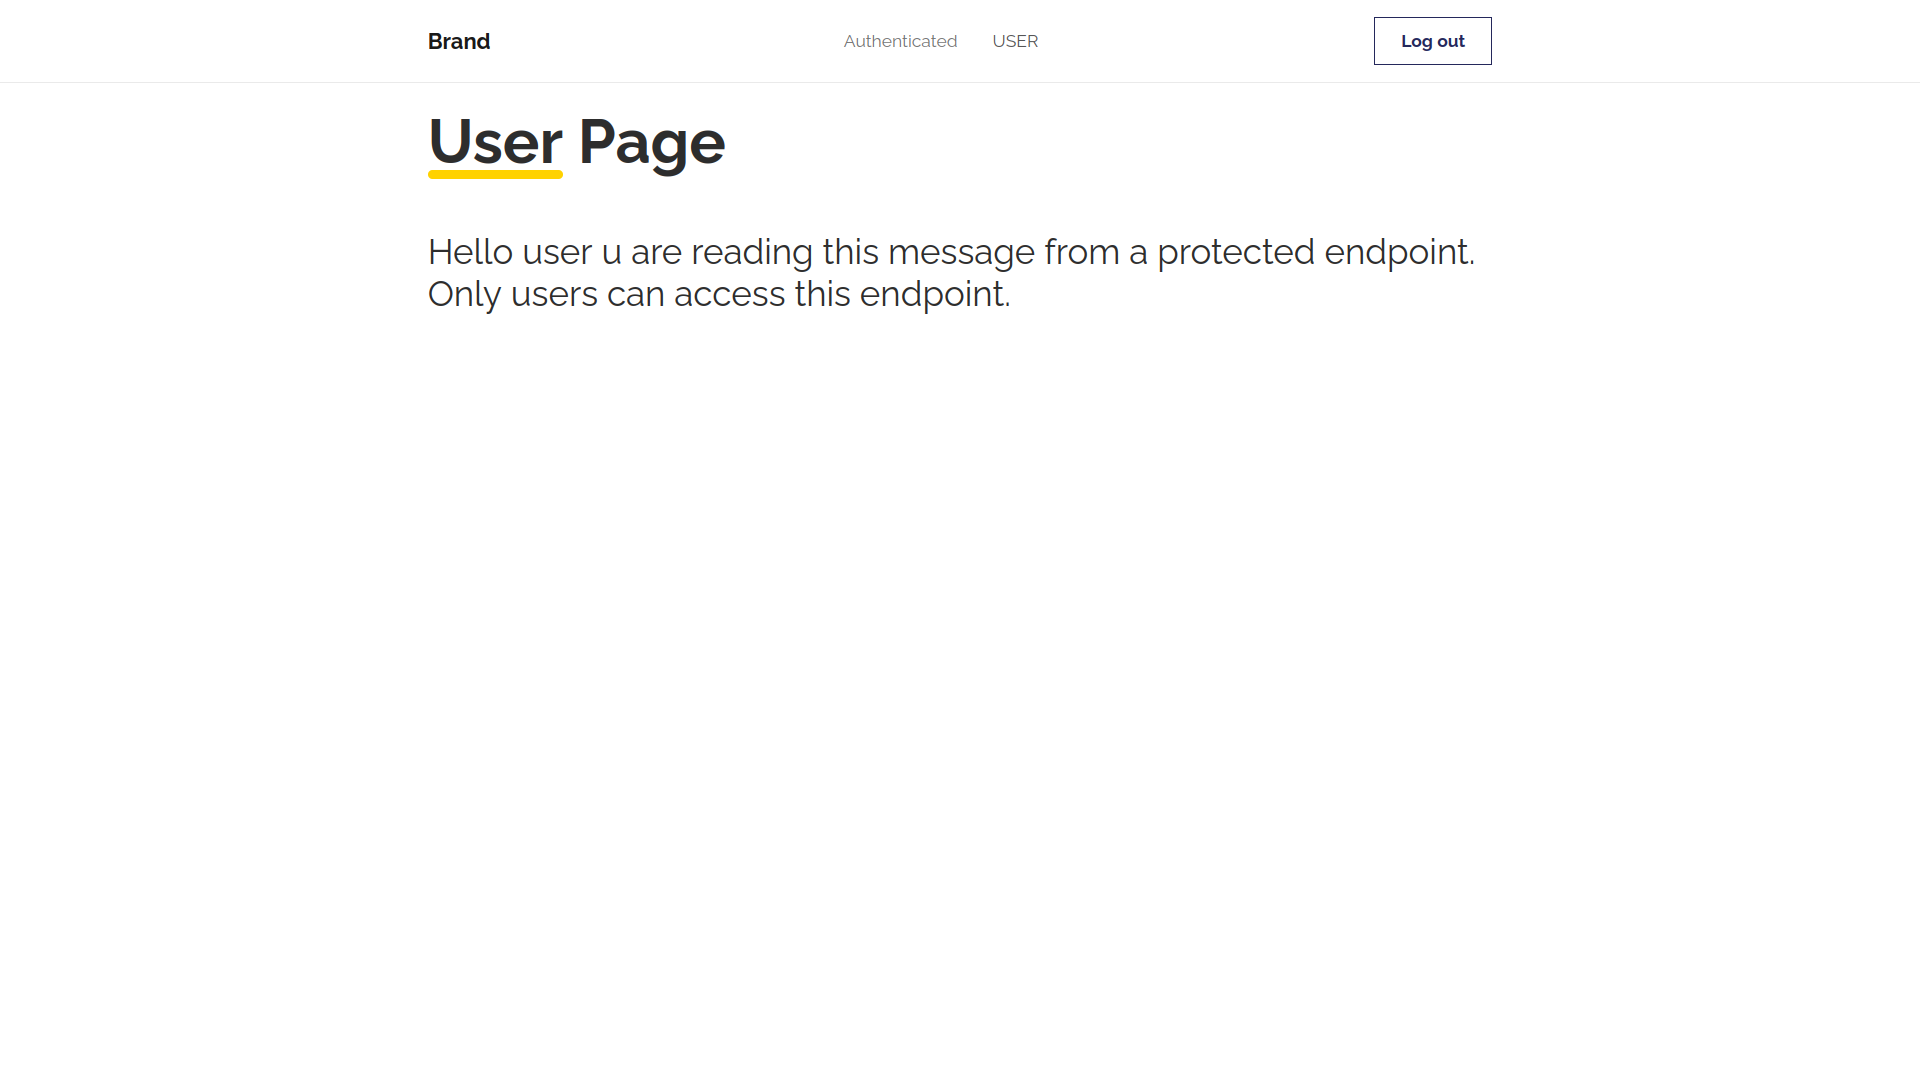 Brand
Authenticated
USER
Log out
User Page
Hello user u are reading this message from a protected endpoint.
Only users can access this endpoint.